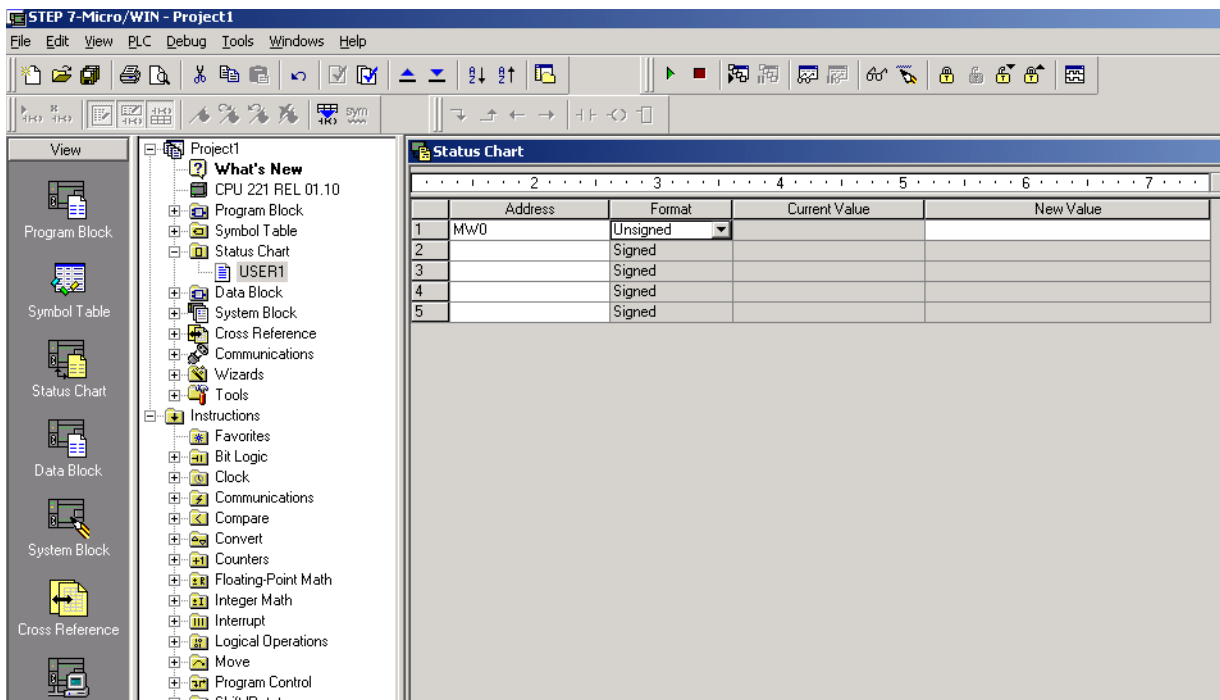 STEP 7-Micro/WIN - Project1
File Edit View PLC Debug Tools Windows Help
sym
View
Program Block
Symbol Table
Status Chart
Data Block
System Block
Cross Reference
Project1
What's New
CPU 221 REL 01.10
Program Block
Symbol Table
Status Chart
USER1
Data Block
System Block
Cross Reference
Communications
Wizards
Tools
Instructions
Favorites
Bit Logic
Clock
Communications
Compare
Convert
Counters
Floating-Point Math
Integer Math
Interrupt
Logical Operations
Move
Program Control
Status Chart
2 3 4 5 6 7
Address Format Current Value New Value
1 MW0 Unsigned
2 Signed
3 Signed
4 Signed
5 Signed